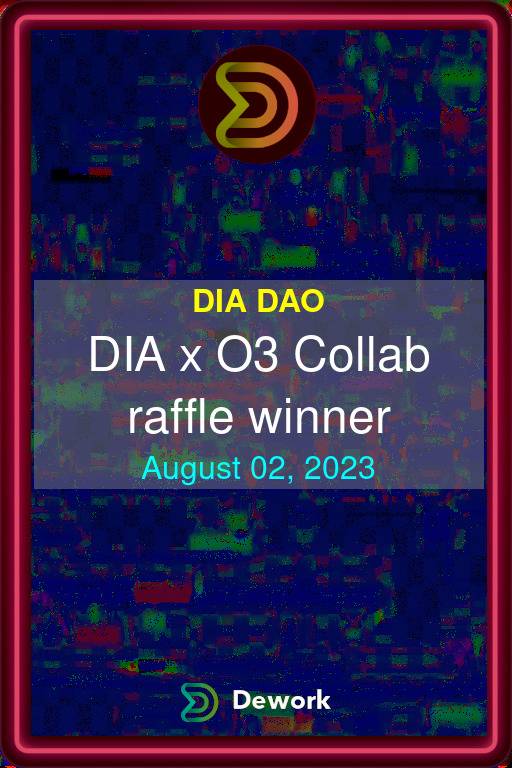 DIA DAO
DIA x O3 Collab
raffle winner
August 02, 2023
Dework